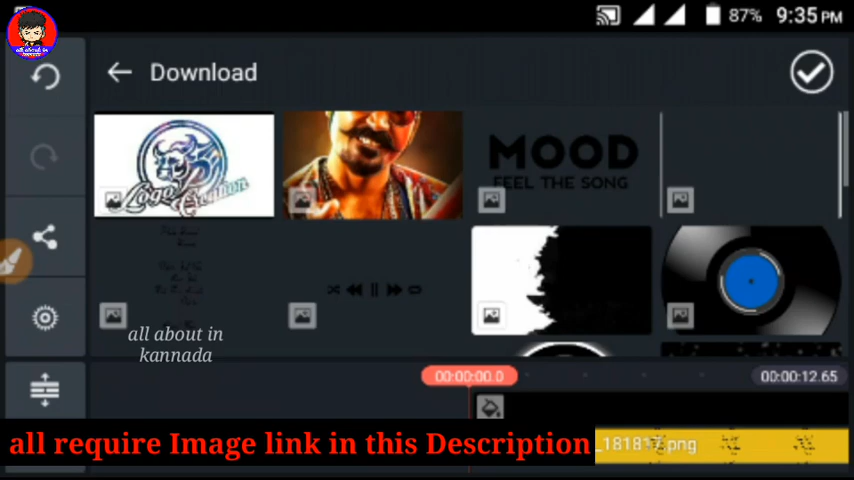 87% 9:35 PM
Download
Logo Creation
MOOD
FEEL THE SONG
all about in
kannada
00:00:00.0
00:00:12.65
all require Image link in this Description
_181817.png